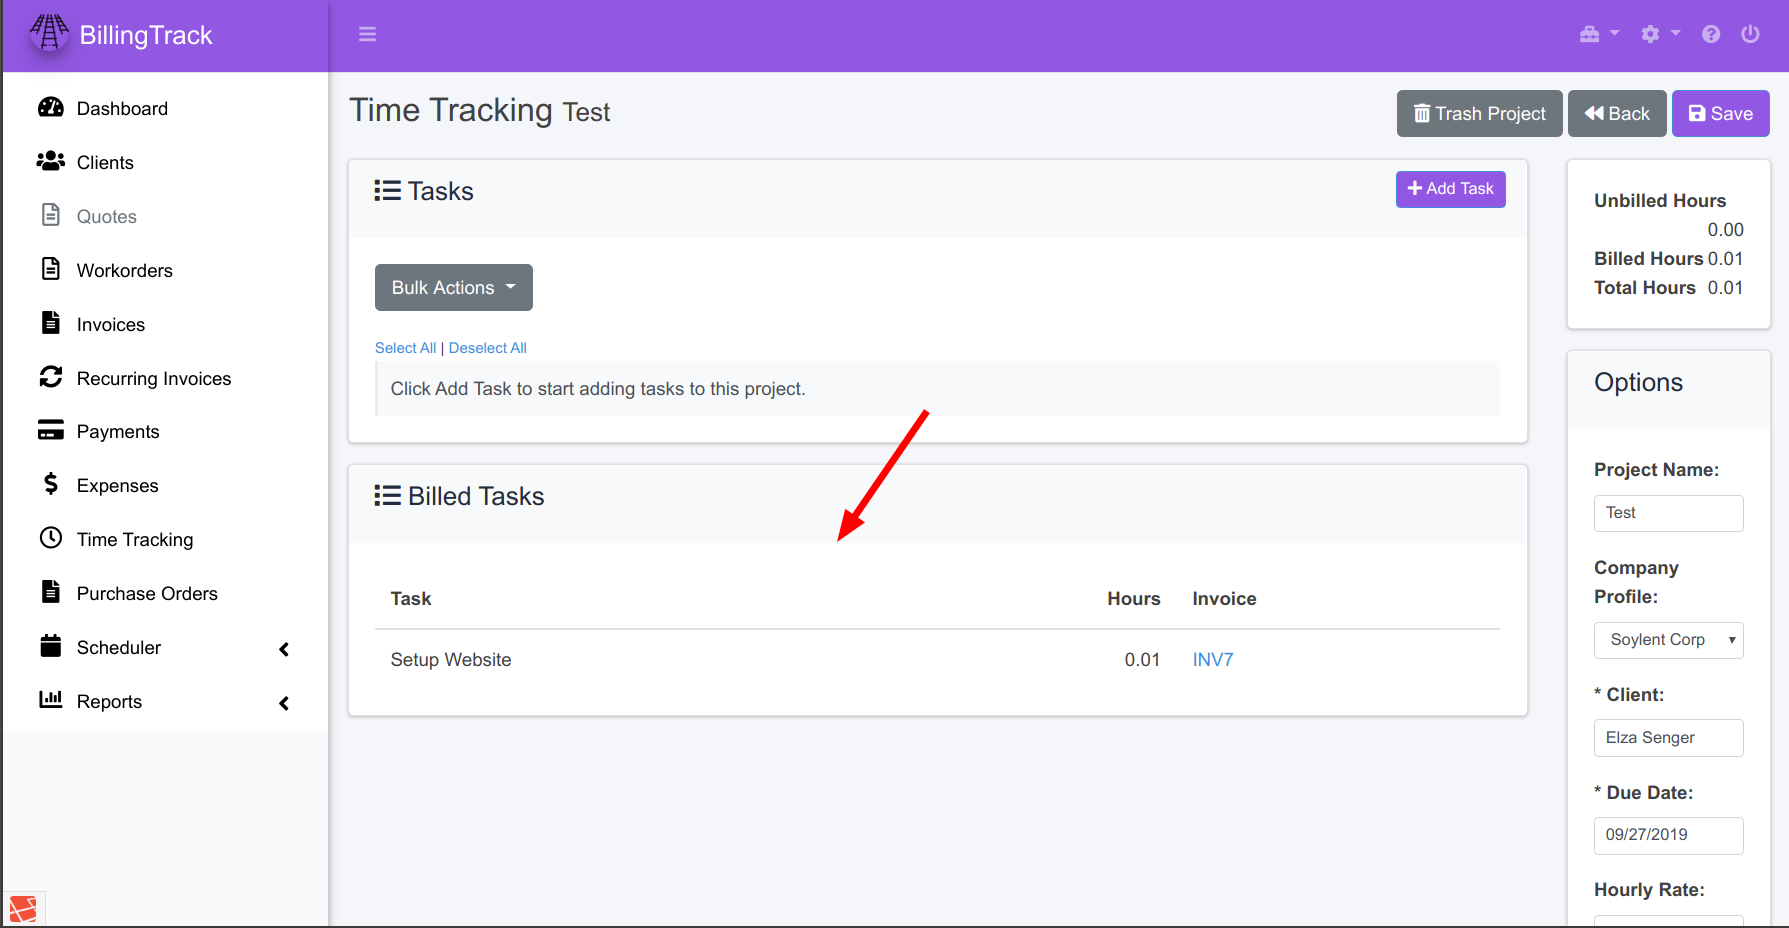 BillingTrack
Dashboard
Clients
Quotes
Workorders
Invoices
Recurring Invoices
Payments
Expenses
Time Tracking
Purchase Orders
Scheduler
Reports
Time Tracking Test
Trash Project
Back
Save
Tasks
Add Task
Bulk Actions
Select All | Deselect All
Click Add Task to start adding tasks to this project.
Billed Tasks
Task Hours Invoice
Setup Website 0.01 INV7
Unbilled Hours
0.00
Billed Hours 0.01
Total Hours 0.01
Options
Project Name:
Test
Company
Profile:
Soylent Corp
* Client:
Elza Senger
* Due Date:
09/27/2019
Hourly Rate: